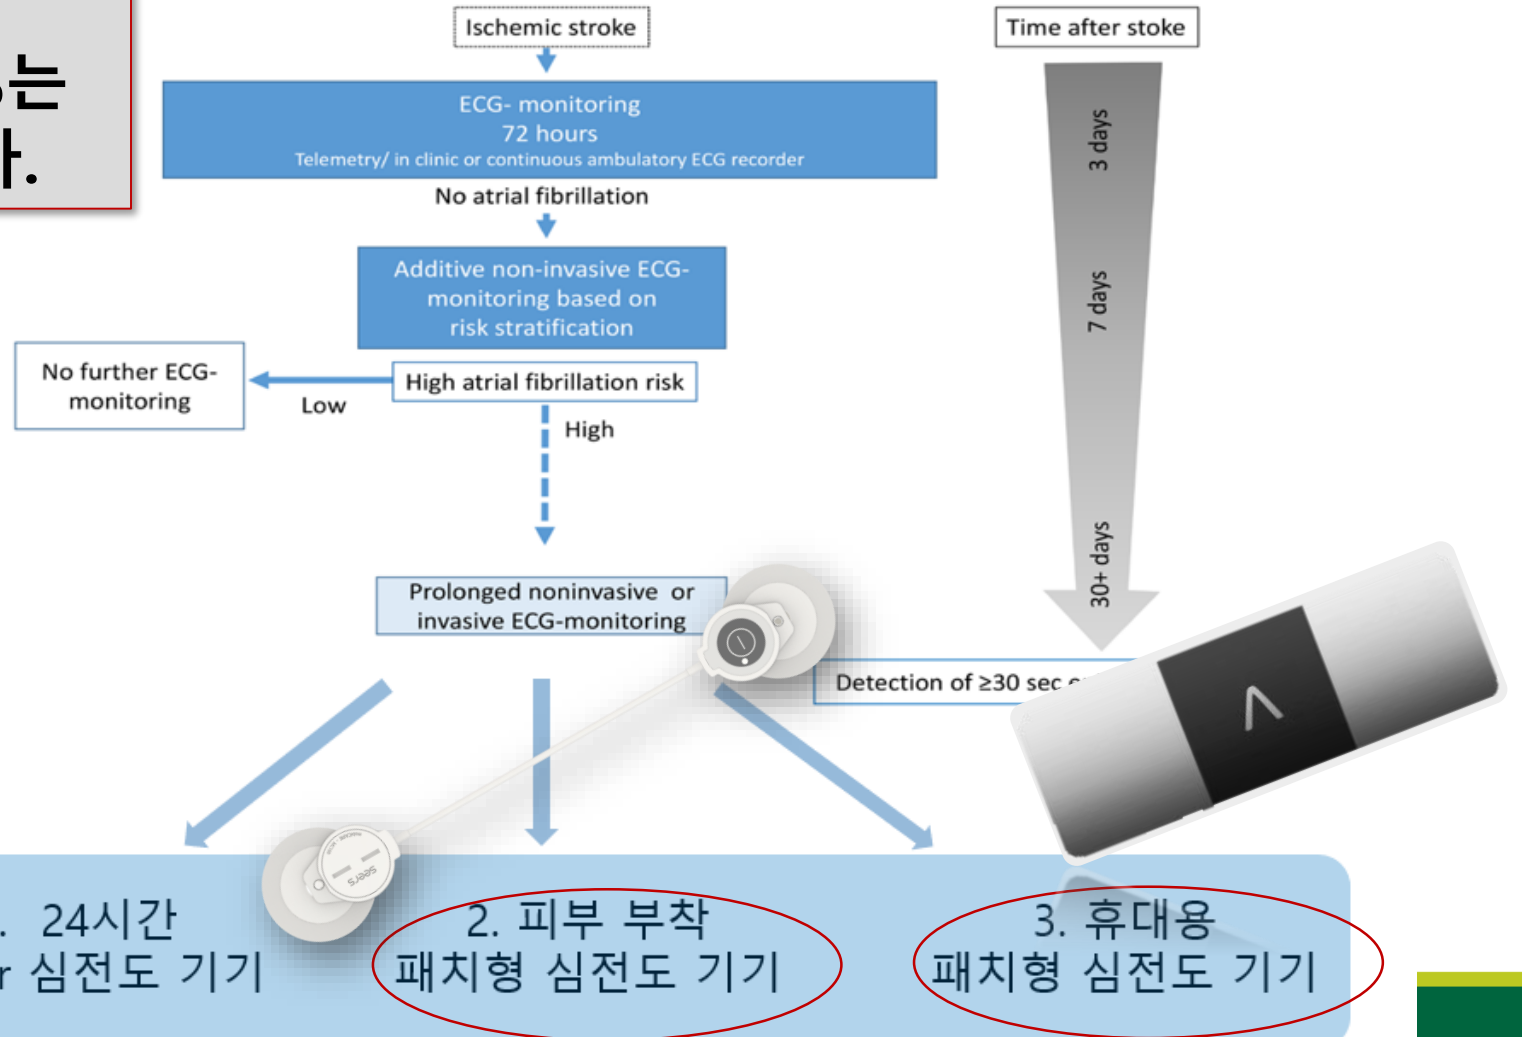 는
.
Ischemic stroke
Time after stoke
ECG- monitoring
72 hours
Telemetry/ in clinic or continuous ambulatory ECG recorder
3 days
No atrial fibrillation
Additive non-invasive ECG-
monitoring based on
risk stratification
7 days
No further ECG-
monitoring
High atrial fibrillation risk
Low
High
30+ days
Prolonged noninvasive or
invasive ECG-monitoring
Detection of ≥30 sec
seers
. 24시간
r 심전도 기기
2. 피부 부착
패치형 심전도 기기
3. 휴대용
패치형 심전도 기기